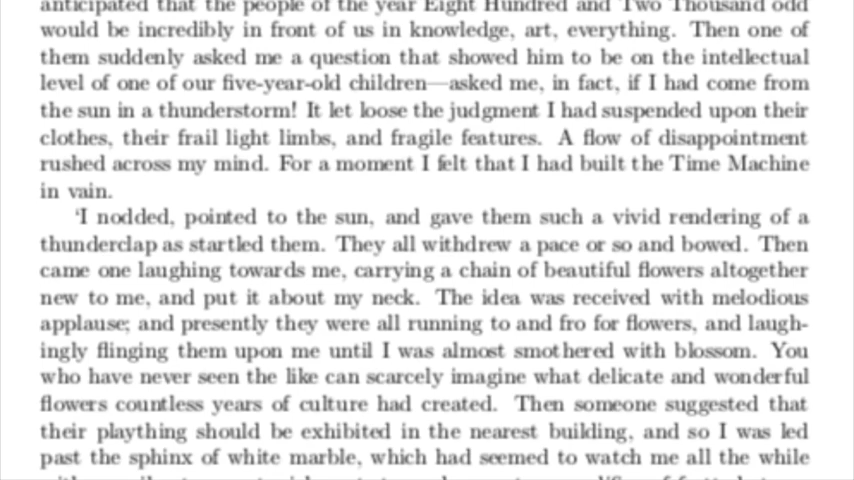 anticipated that the people of the year Eight Hundred and Two Thousand odd
would be incredibly in front of us in knowledge, art, everything. Then one of
them suddenly asked me a question that showed him to be on the intellectual
level of one of our five-year-old children—asked me, in fact, if I had come from
the sun in a thunderstorm! It let loose the judgment I had suspended upon their
clothes, their frail light limbs, and fragile features. A flow of disappointment
rushed across my mind. For a moment I felt that I had built the Time Machine
in vain.
‘I nodded, pointed to the sun, and gave them such a vivid rendering of a
thunderclap as startled them. They all withdrew a pace or so and bowed. Then
came one laughing towards me, carrying a chain of beautiful flowers altogether
new to me, and put it about my neck. The idea was received with melodious
applause; and presently they were all running to and fro for flowers, and laugh-
ingly flinging them upon me until I was almost smothered with blossom. You
who have never seen the like can scarcely imagine what delicate and wonderful
flowers countless years of culture had created. Then someone suggested that
their plaything should be exhibited in the nearest building, and so I was led
past the sphinx of white marble, which had seemed to watch me all the while